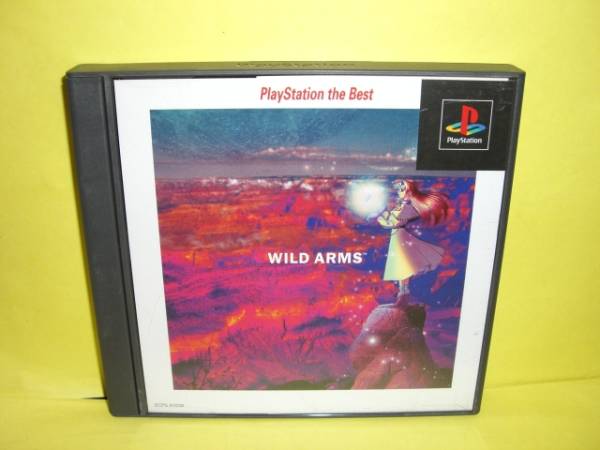 PlayStation the Best
PlayStation
WILD ARMS